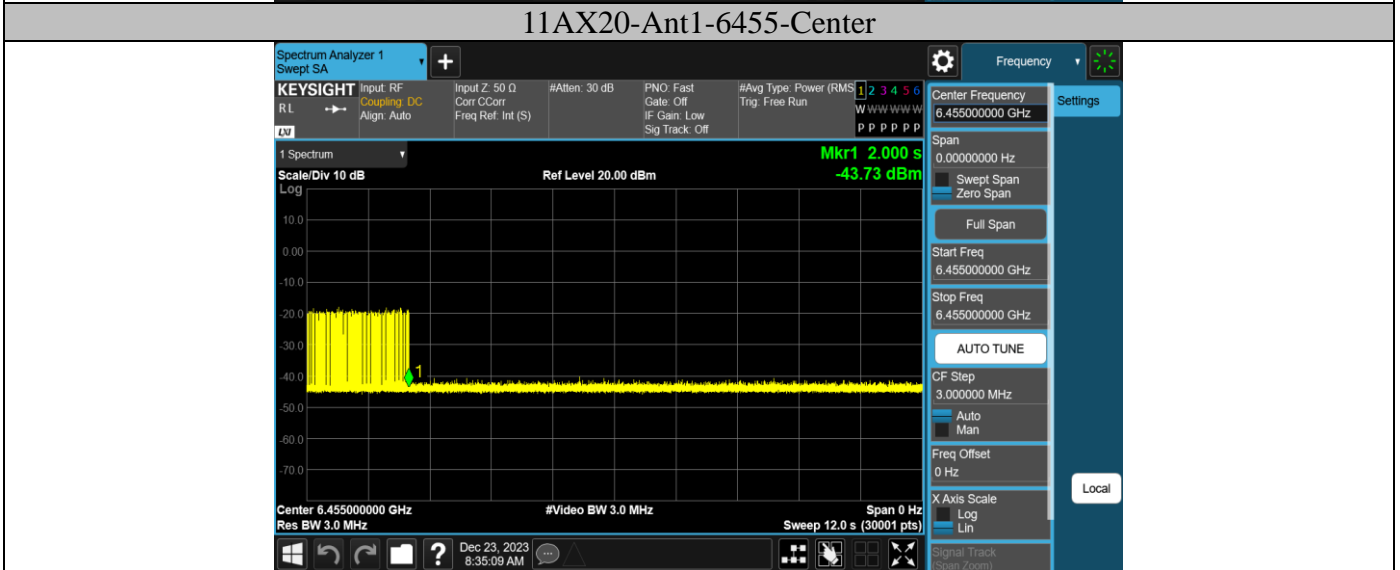 11AX20-Ant1-6455-Center
Spectrum Analyzer 1
Swept SA
Frequency
KEYSIGHT
RL
LXI
Input: RF
Coupling: DC
Align: Auto
Input Z: 50 Ω
Corr CCorr
Freq Ref: Int (S)
#Atten: 30 dB
PNO: Fast
Gate: Off
IF Gain: Low
Sig Track: Off
#Avg Type: Power (RMS
Trig: Free Run
1 2 3 4 5 6
W W W W W W
P P P P P P
1 Spectrum
Scale/Div 10 dB
Ref Level 20.00 dBm
Mkr1 2.000 s
-43.73 dBm
Log
10.0
0.00
-10.0
-20.0
-30.0
-40.0
-50.0
-60.0
-70.0
1
Center 6.455000000 GHz
#Video BW 3.0 MHz
Span 0 Hz
Res BW 3.0 MHz
Sweep 12.0 s (30001 pts)
?
Dec 23, 2023
8:35:09 AM
Center Frequency
6.455000000 GHz
Settings
Span
0.00000000 Hz
Swept Span
Zero Span
Full Span
Start Freq
6.455000000 GHz
Stop Freq
6.455000000 GHz
AUTO TUNE
CF Step
3.000000 MHz
Auto
Man
Freq Offset
0 Hz
X Axis Scale
Log
Lin
Signal Track
(Span Zoom)
Local